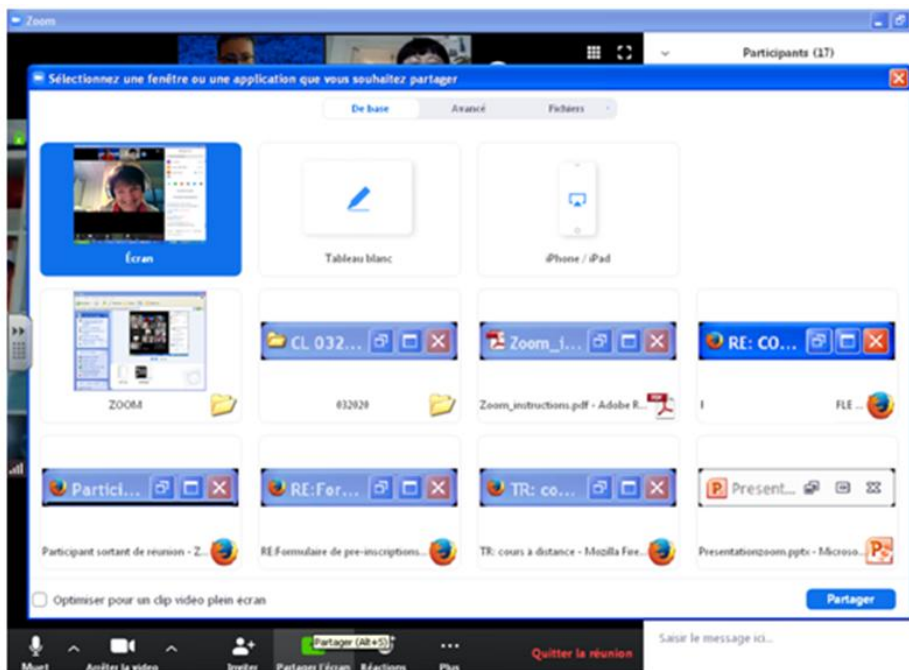 Zoom
Participants (17)
Sélectionnez une fenêtre ou une application que vous souhaitez partager
De base Avancé Fichiers
Écran
Tableau blanc
iPhone / iPad
CL 032...
Zoom_i...
RE: CO...
ZOOM
032020
Zoom_instructions.pdf - Adobe R...
FLE ...
Partici...
RE:For...
TR: co...
Present...
Participant sortant de réunion - Z...
RE:Formulaire de pre-inscriptions...
TR: cours à distance - Mozilla Fire...
Presentationzoom.pptx - Microso...
Optimiser pour un clip vidéo plein écran
Partager
Partager (Alt+S)
Saisir le message ici...
Muet
Arrêter la video
Inviter
Partager l'écran
Réactions
Plus
Quitter la réunion